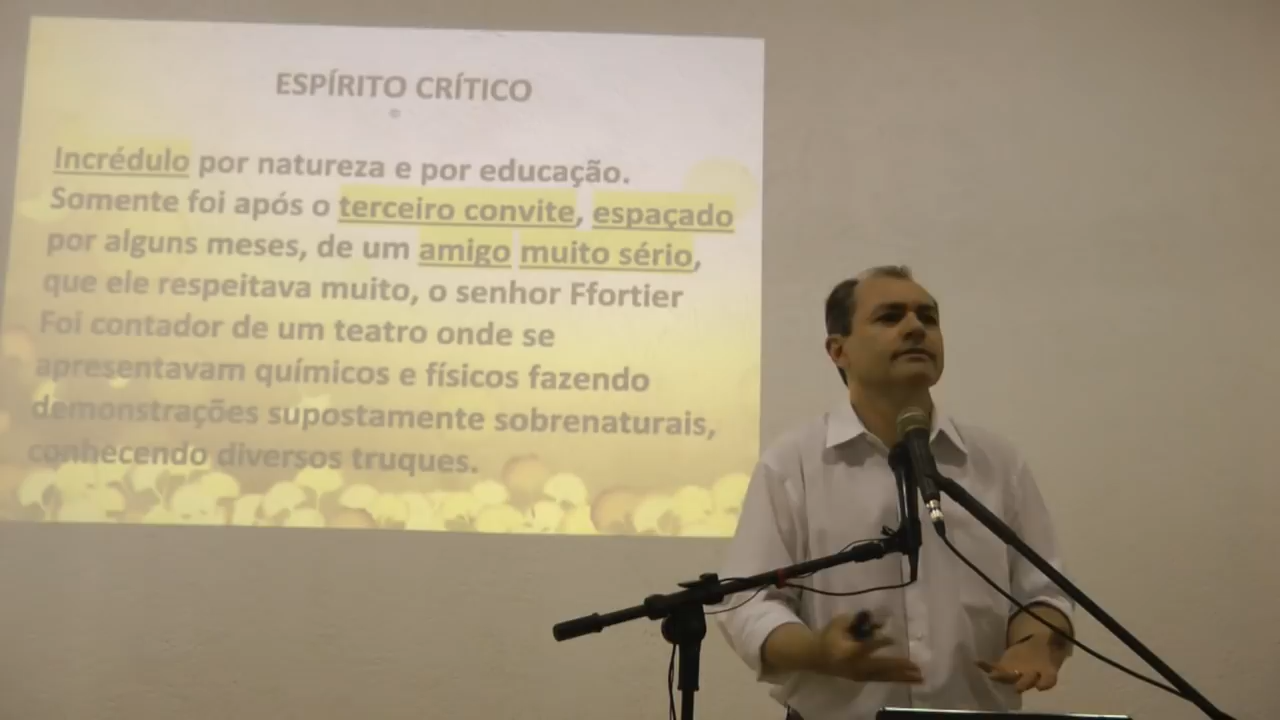 ESPÍRITO CRÍTICO
Incrédulo por natureza e por educação.
Somente foi após o terceiro convite, espaçado
por alguns meses, de um amigo muito sério,
que ele respeitava muito, o senhor Ffortier
Foi contador de um teatro onde se
apresentavam químicos e físicos fazendo
demonstrações supostamente sobrenaturais,
conhecendo diversos truques.